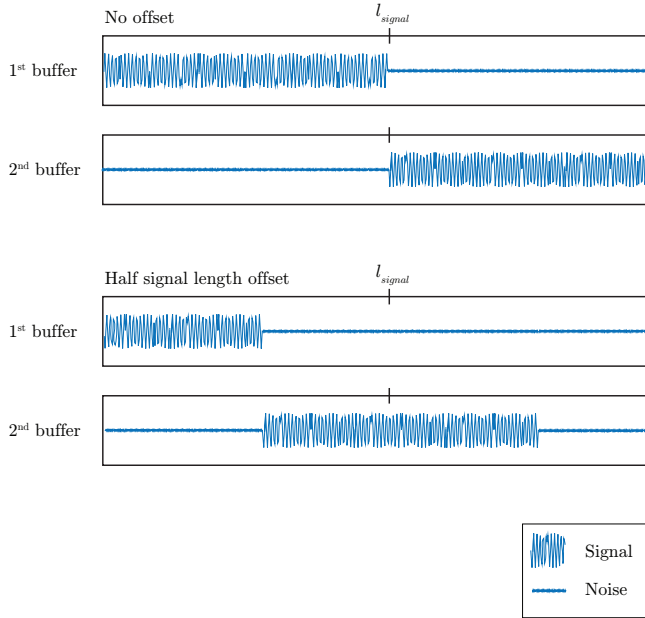 No offset
l_signal
1st buffer
2nd buffer
Half signal length offset
l_signal
1st buffer
2nd buffer
Signal
Noise